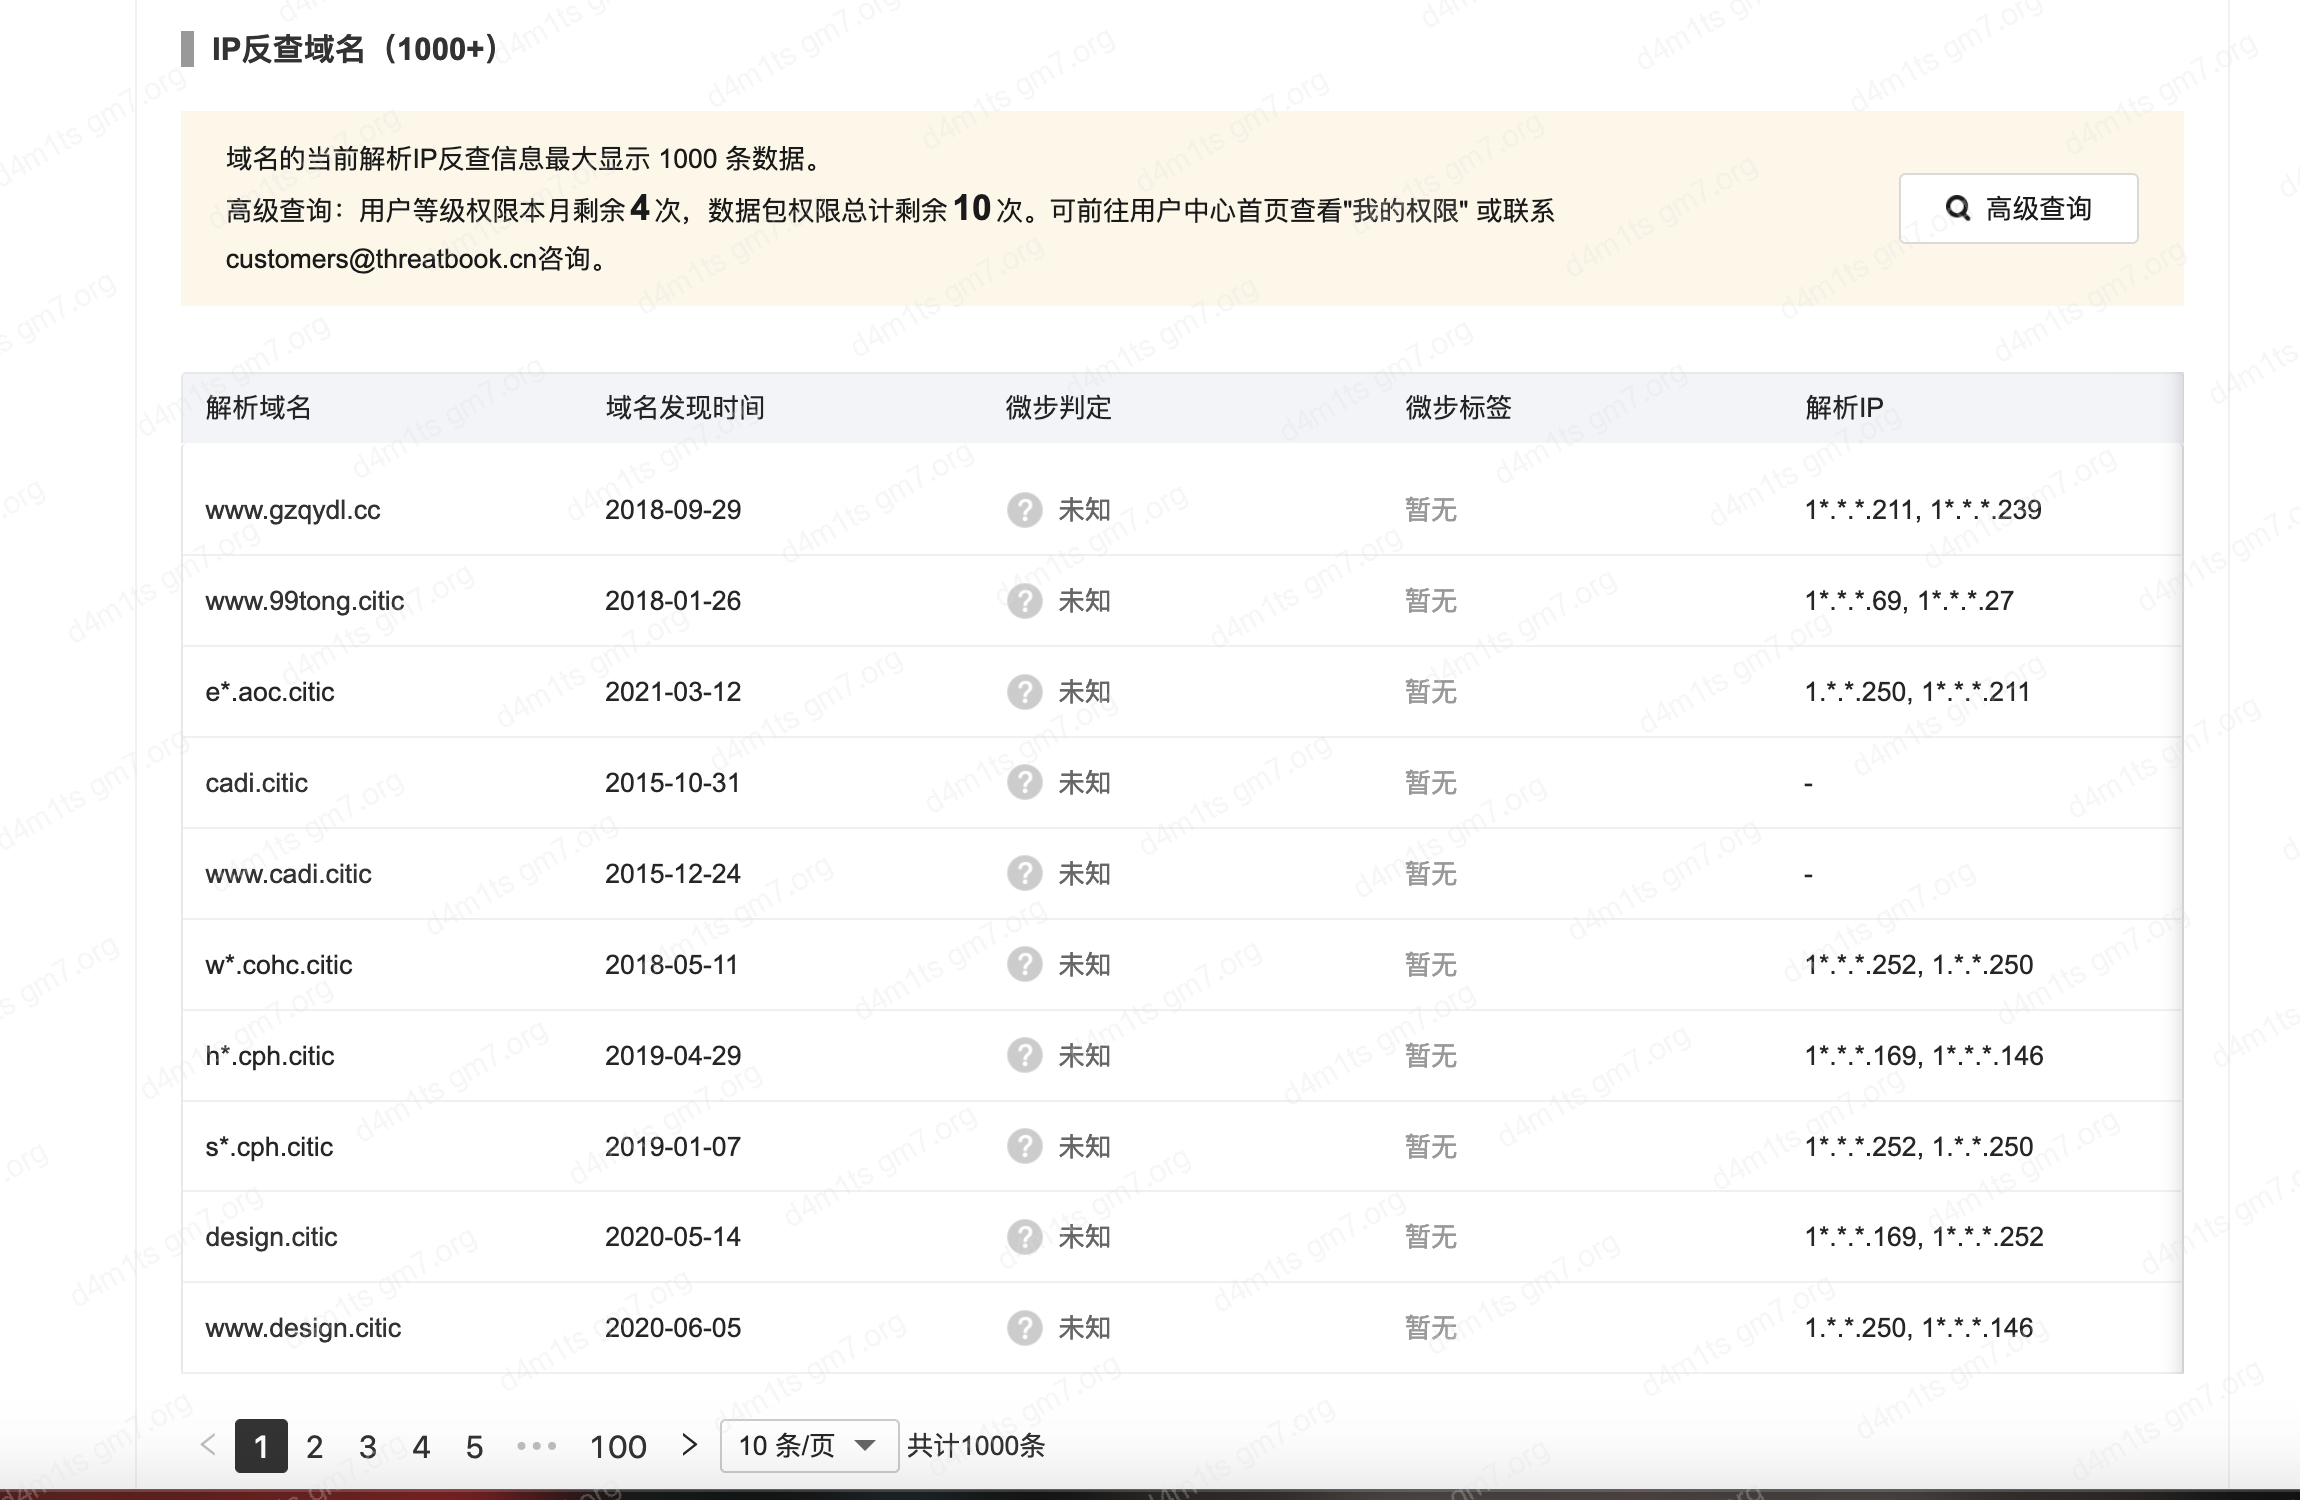 IP反查域名（1000+）
域名的当前解析IP反查信息最大显示 1000 条数据。
高级查询：用户等级权限本月剩余 4 次，数据包权限总计剩余 10 次。可前往用户中心首页查看"我的权限" 或联系
customers@threatbook.cn咨询。
高级查询
解析域名 域名发现时间 微步判定 微步标签 解析IP
www.gzqydl.cc 2018-09-29 未知 暂无 1*.*.*.211, 1*.*.*.239
www.99tong.citic 2018-01-26 未知 暂无 1*.*.*.69, 1*.*.*.27
e*.aoc.citic 2021-03-12 未知 暂无 1.*.*.250, 1*.*.*.211
cadi.citic 2015-10-31 未知 暂无 -
www.cadi.citic 2015-12-24 未知 暂无 -
w*.cohc.citic 2018-05-11 未知 暂无 1*.*.*.252, 1.*.*.250
h*.cph.citic 2019-04-29 未知 暂无 1*.*.*.169, 1*.*.*.146
s*.cph.citic 2019-01-07 未知 暂无 1*.*.*.252, 1.*.*.250
design.citic 2020-05-14 未知 暂无 1*.*.*.169, 1*.*.*.252
www.design.citic 2020-06-05 未知 暂无 1.*.*.250, 1*.*.*.146
< 1 2 3 4 5 ••• 100 > 10 条/页 共计1000条
d4m1ts gm7.org